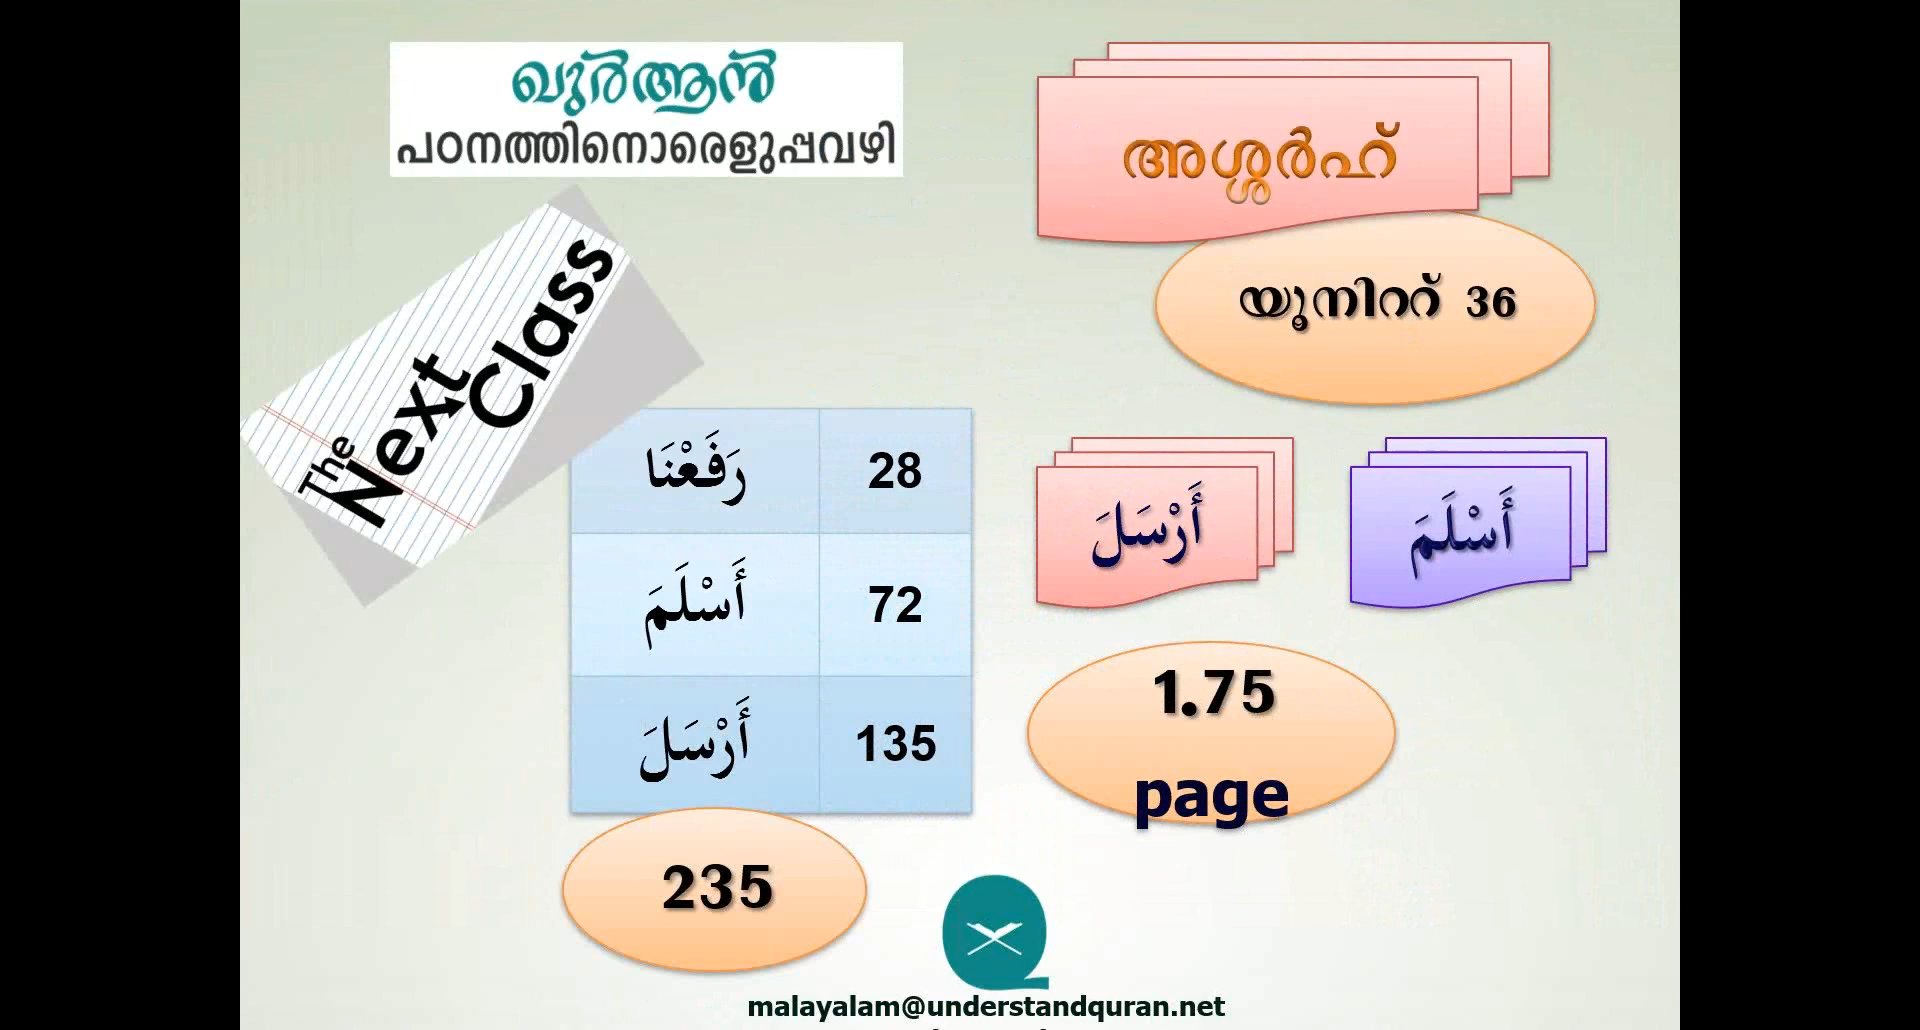 ഖുർആൻ
പഠനത്തിനൊരെളുപ്പവഴി
അശ്ശർഹ്
യൂനിററ് 36
The
Next
Class
رَفَعْنَا 28
أَسْلَمَ 72
أَرْسَلَ 135
235
أَرْسَلَ
أَسْلَمَ
1.75
page
malayalam@understandquran.net